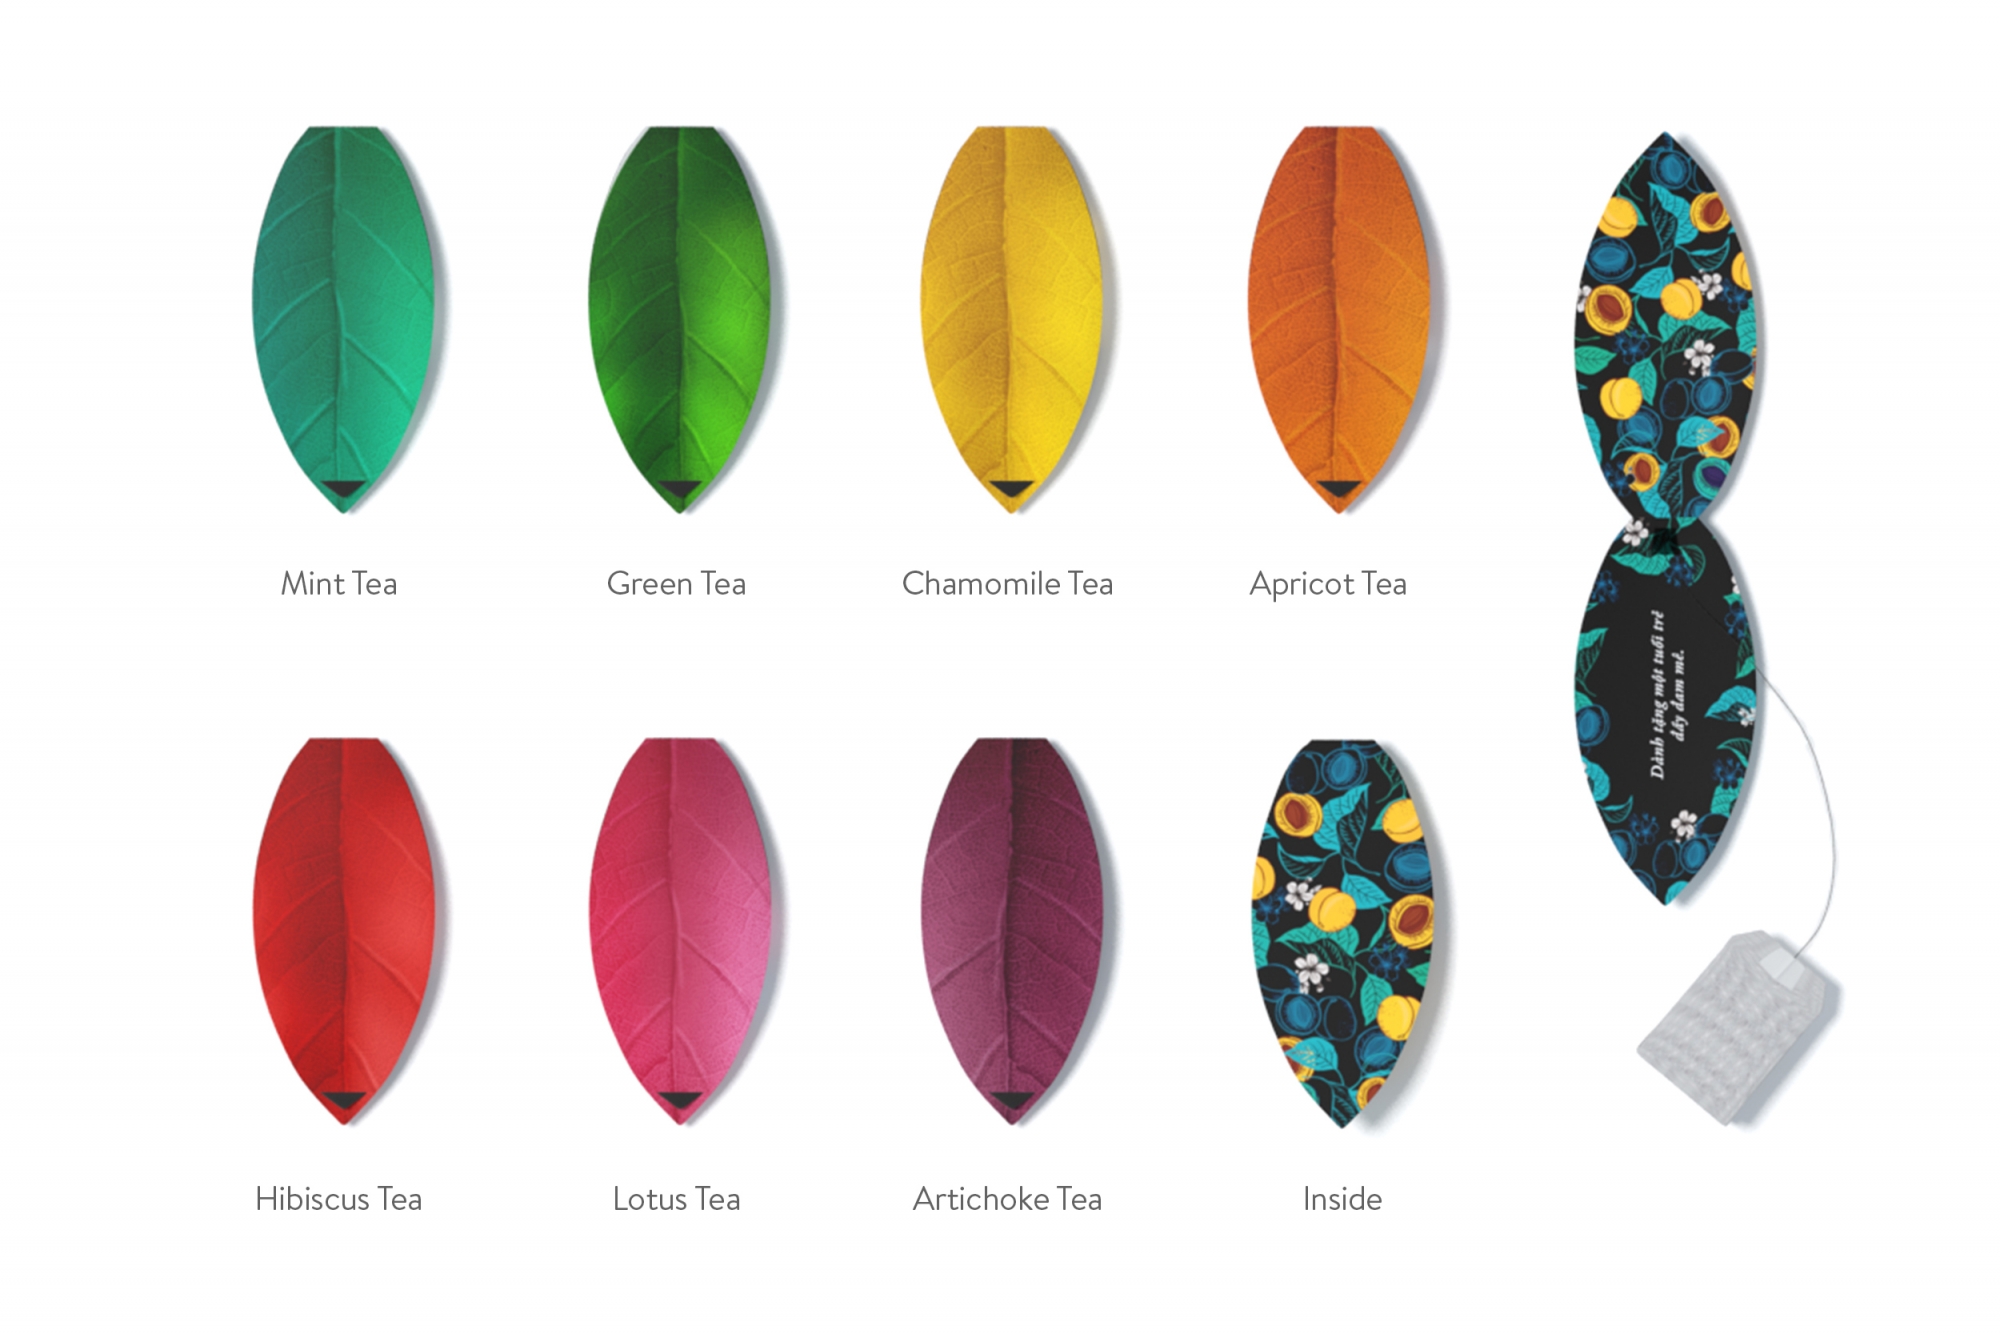 Mint Tea
Green Tea
Chamomile Tea
Apricot Tea
Dành tặng một tuổi trẻ
đầy đam mê.
Hibiscus Tea
Lotus Tea
Artichoke Tea
Inside